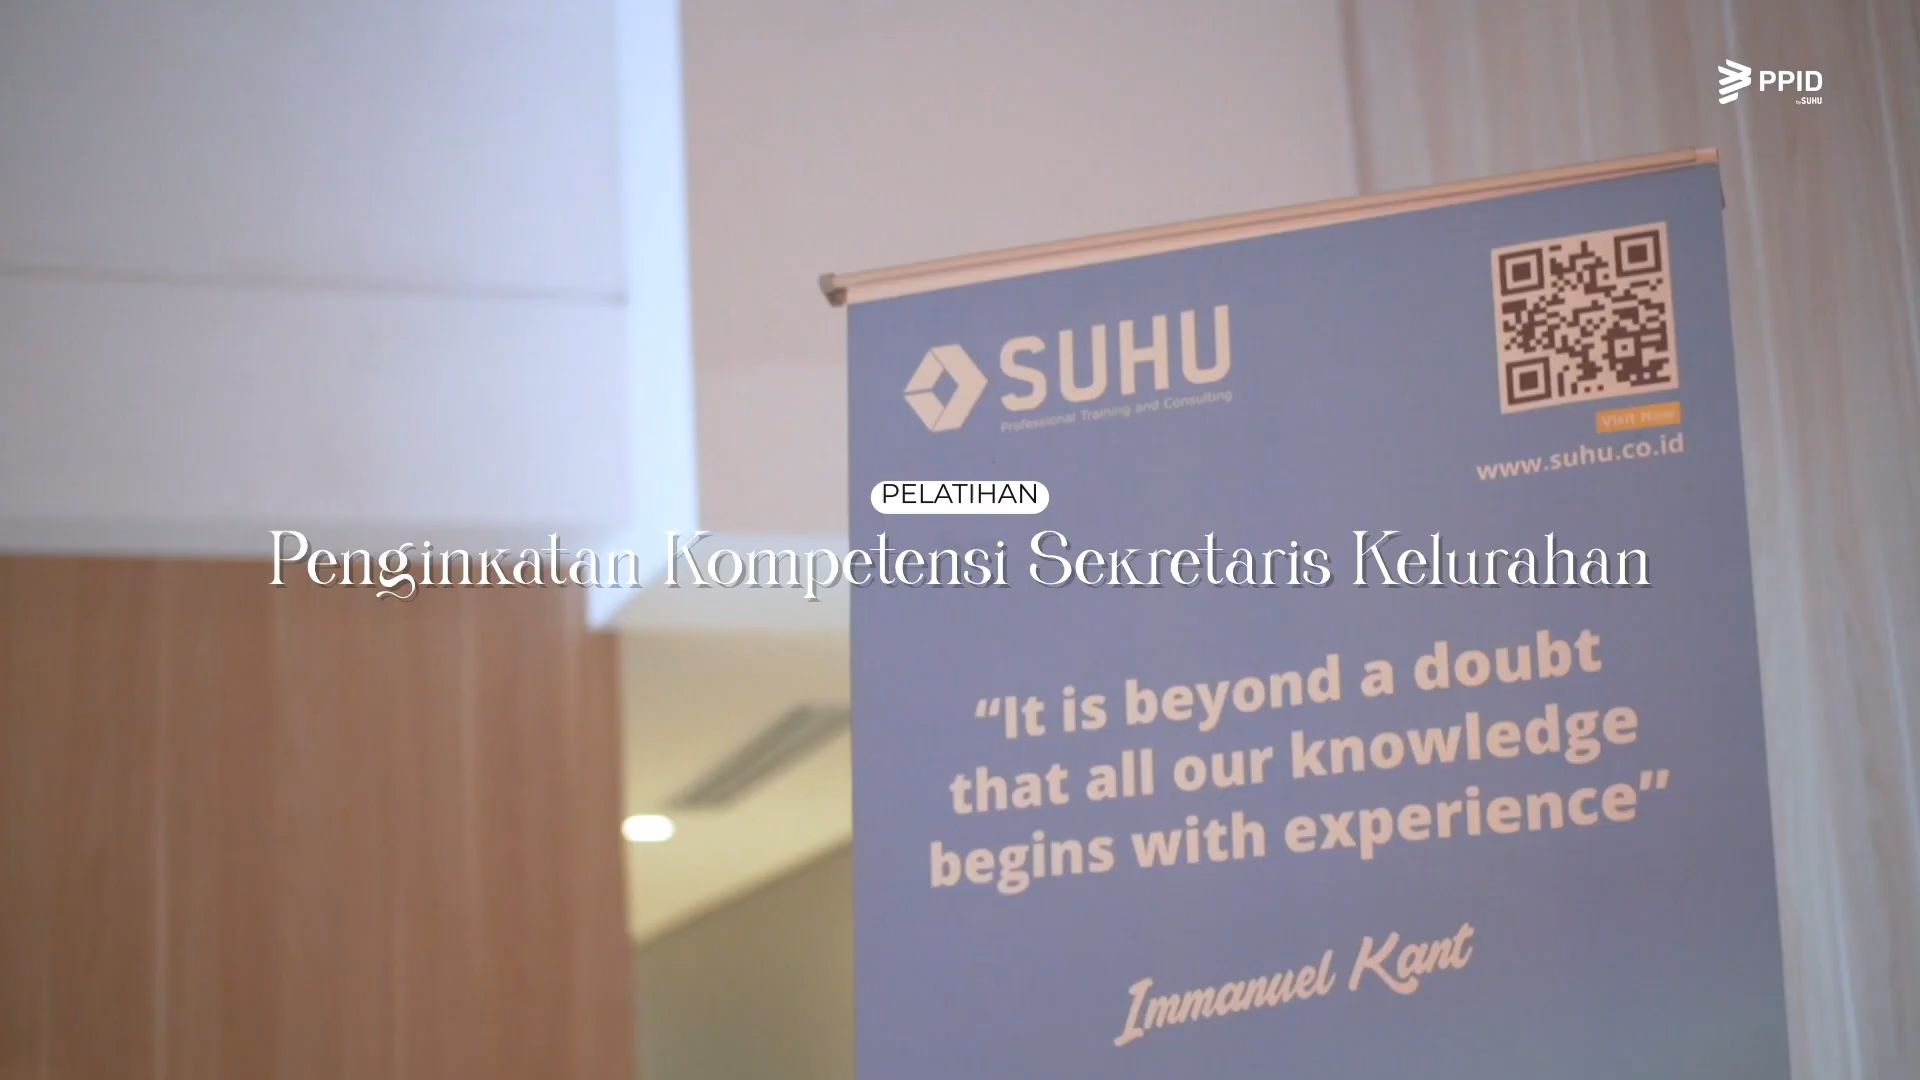 PPID
by SUHU
SUHU
Professional Training and Consulting
Visit Now
www.suhu.co.id
PELATIHAN
Penginkatan Kompetensi Sekretaris Kelurahan
“It is beyond a doubt
that all our knowledge
begins with experience”
Immanuel Kant